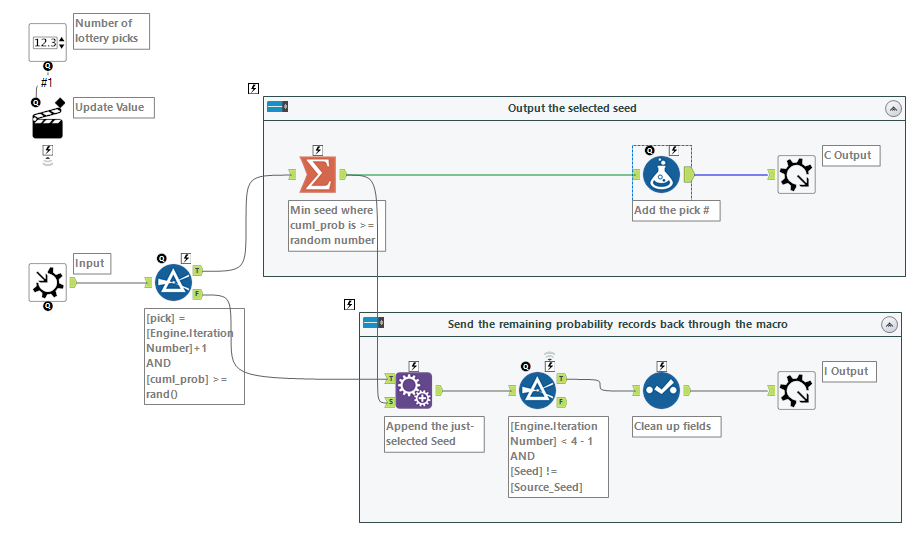 Number of
lottery picks
12.3
#1
Update Value
Output the selected seed
C Output
Min seed where
cuml_prob is >=
random number
Add the pick #
Input
T
F
[pick] =
[Engine.Iteration
Number]+1
AND
[cuml_prob] >=
rand()
Send the remaining probability records back through the macro
T
S
T
F
I Output
Append the just-
selected Seed
[Engine.Iteration
Number] < 4 - 1
AND
[Seed] !=
[Source_Seed]
Clean up fields
Q
Q
Q
Q
Q
Q